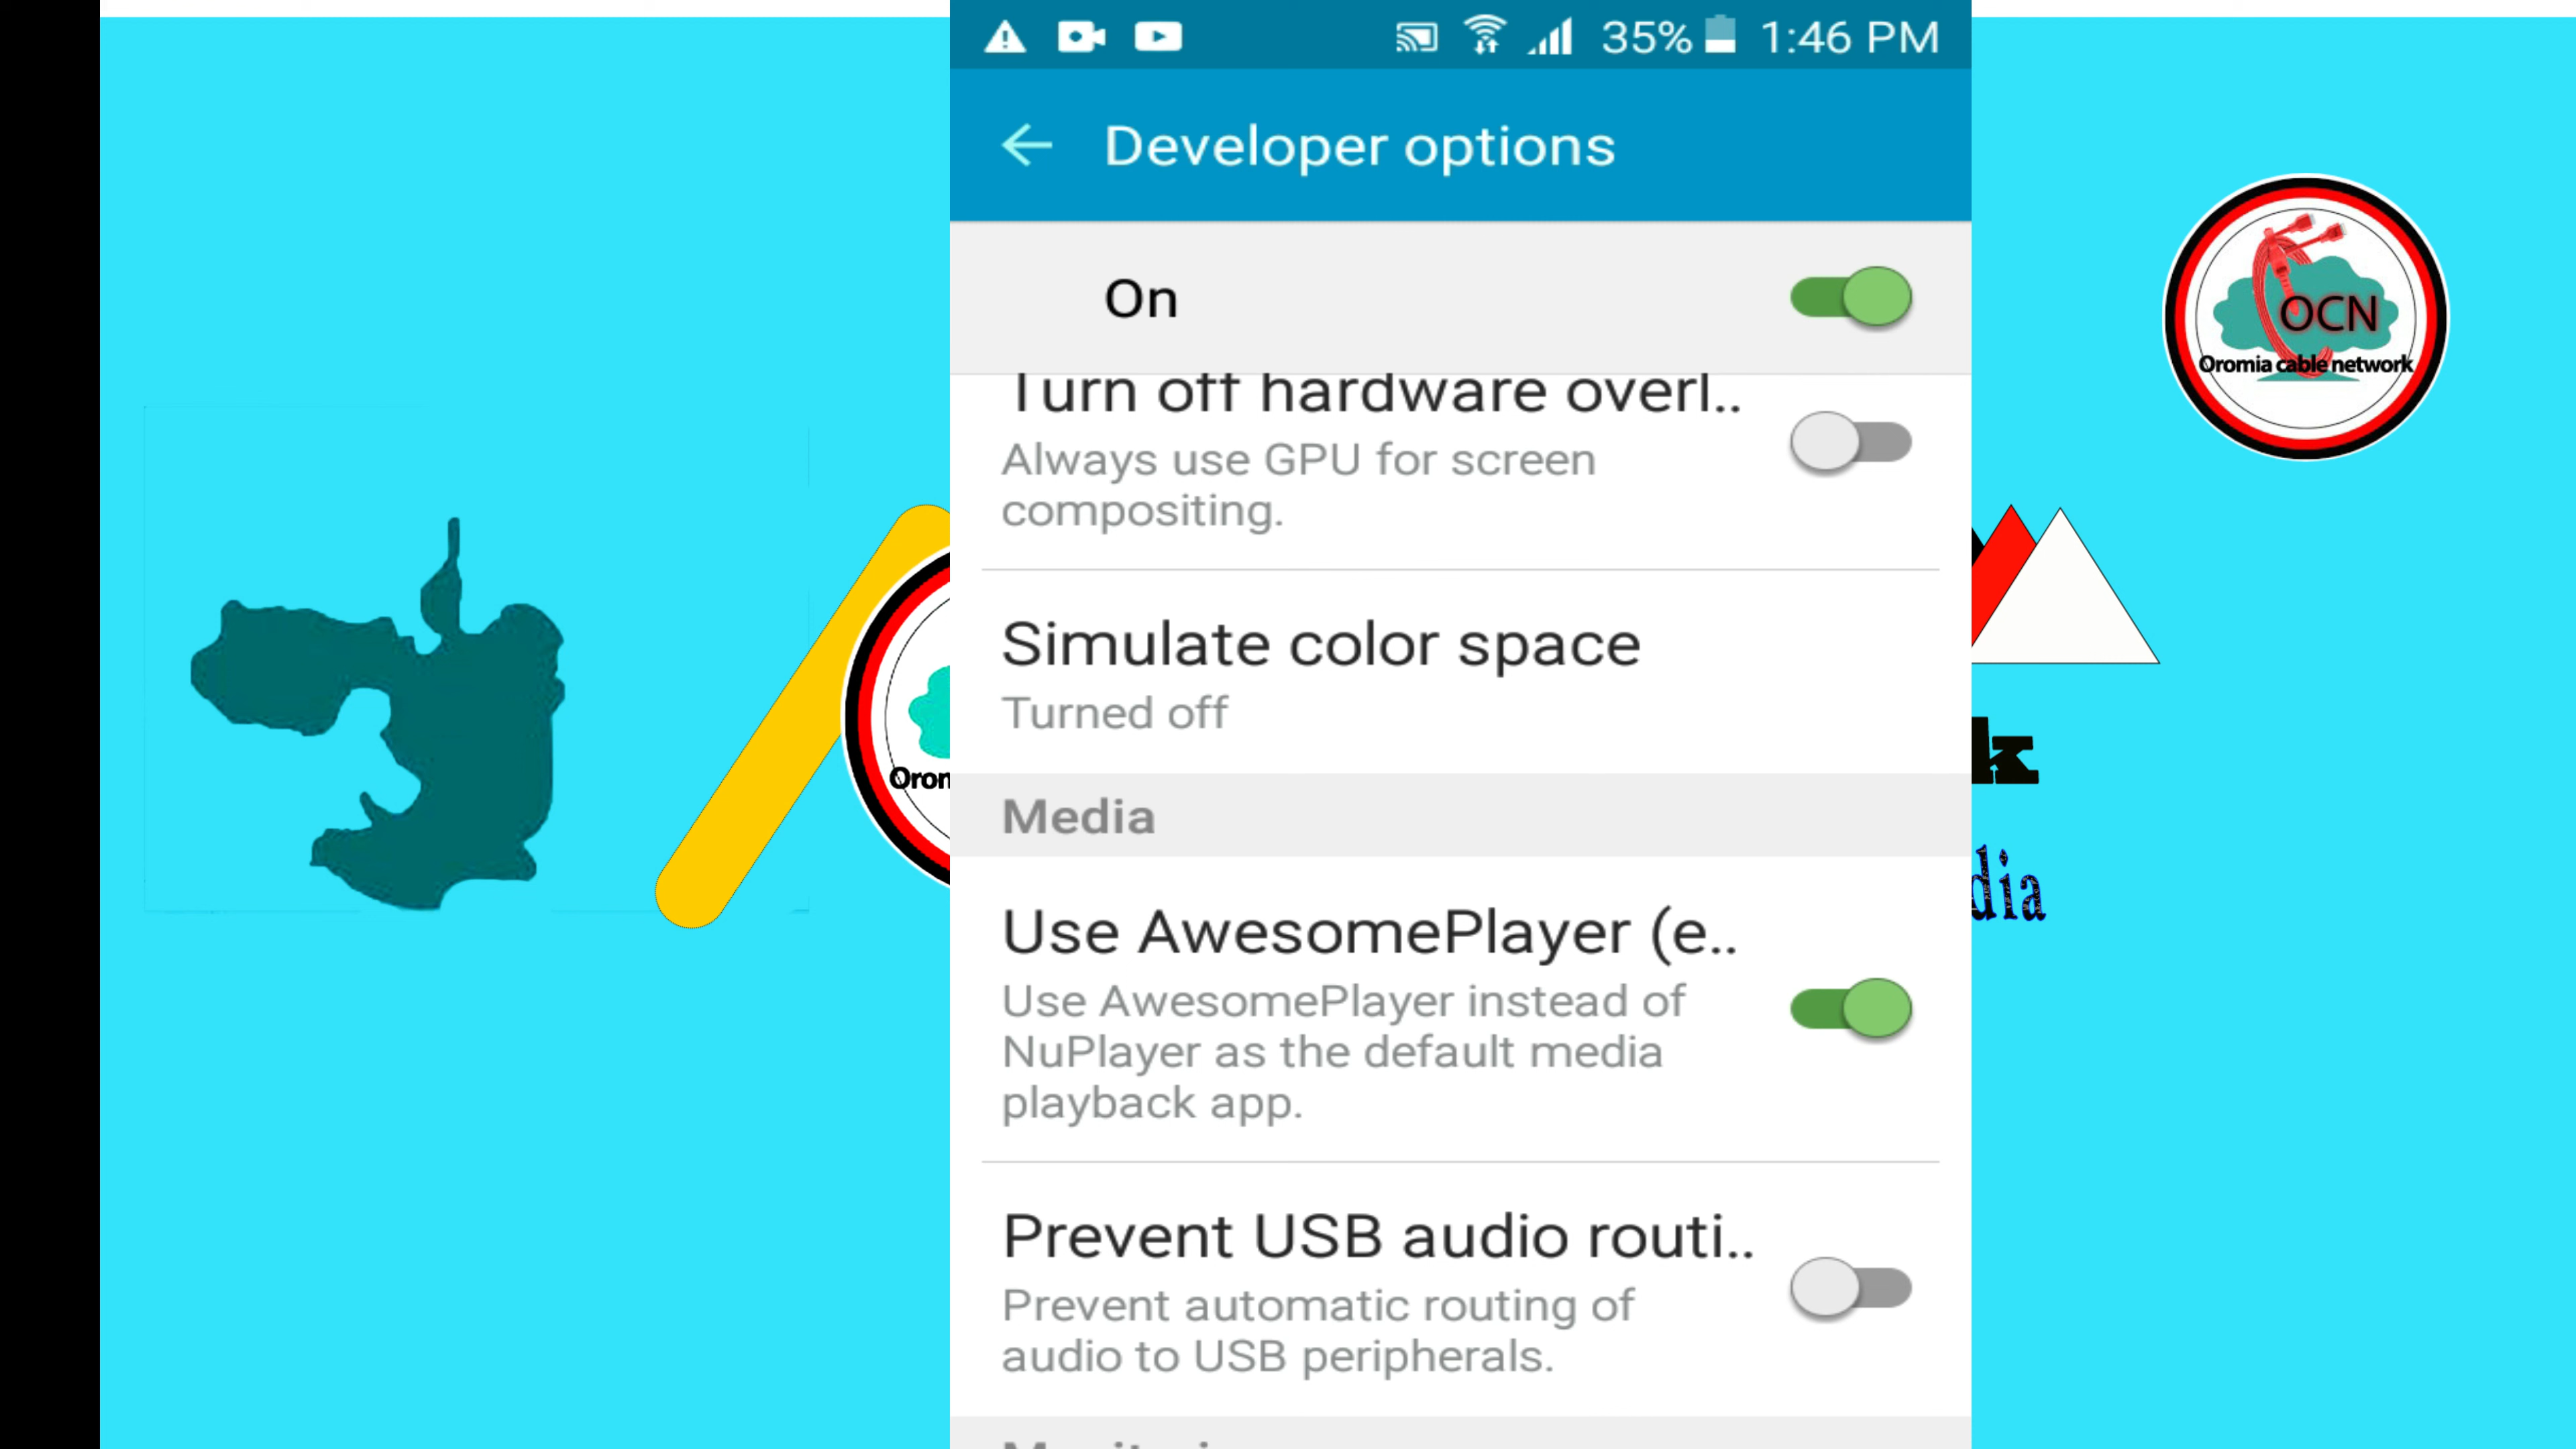 35% 1:46 PM
Developer options
On
Turn off hardware overl..
Always use GPU for screen
compositing.
Simulate color space
Turned off
Media
Use AwesomePlayer (e..
Use AwesomePlayer instead of
NuPlayer as the default media
playback app.
Prevent USB audio routi..
Prevent automatic routing of
audio to USB peripherals.
OCN
Oromia cable network
Oron
k
dia